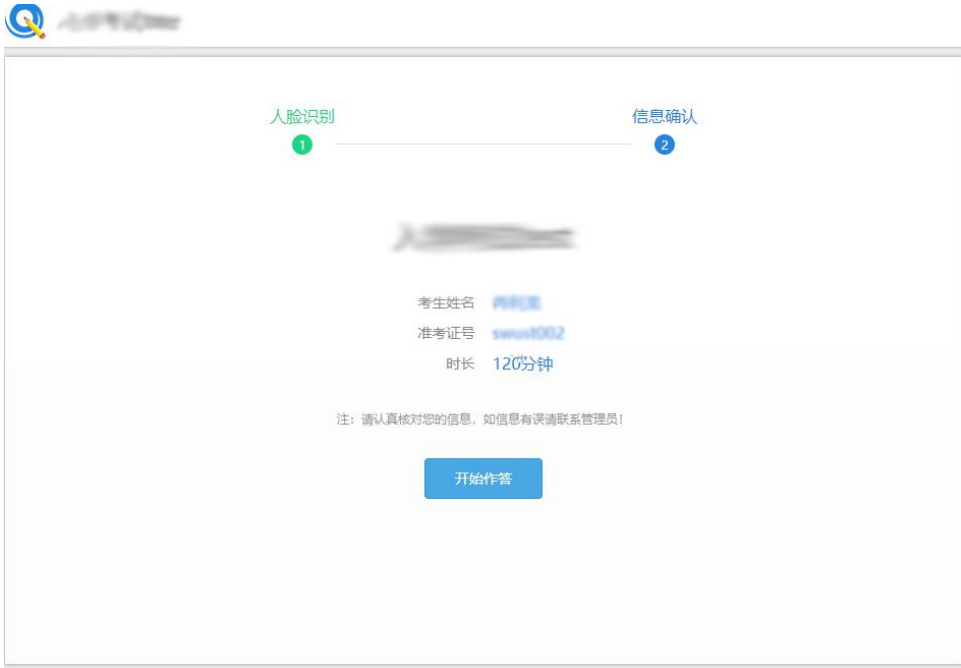 人脸识别
信息确认
1
2
考生姓名
准考证号 swust002
时长 120分钟
注：请认真核对您的信息，如信息有误请联系管理员！
开始作答